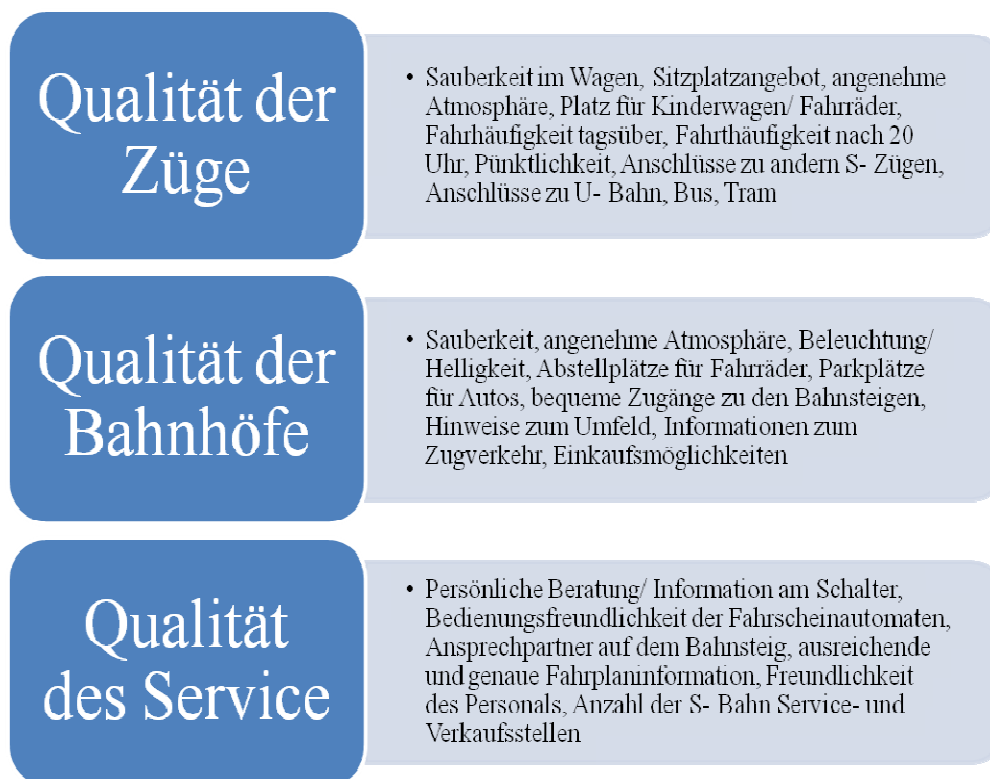 Qualität der
Züge
• Sauberkeit im Wagen, Sitzplatzangebot, angenehme
Atmosphäre, Platz für Kinderwagen/ Fahrräder,
Fahrhäufigkeit tagsüber, Fahrthäufigkeit nach 20
Uhr, Pünktlichkeit, Anschlüsse zu andern S- Zügen,
Anschlüsse zu U- Bahn, Bus, Tram
Qualität der
Bahnhöfe
• Sauberkeit, angenehme Atmosphäre, Beleuchtung/
Helligkeit, Abstellplätze für Fahrräder, Parkplätze
für Autos, bequeme Zugänge zu den Bahnsteigen,
Hinweise zum Umfeld, Informationen zum
Zugverkehr, Einkaufsmöglichkeiten
Qualität
des Service
• Persönliche Beratung/ Information am Schalter,
Bedienungsfreundlichkeit der Fahrscheinautomaten,
Ansprechpartner auf dem Bahnsteig, ausreichende
und genaue Fahrplaninformation, Freundlichkeit
des Personals, Anzahl der S- Bahn Service- und
Verkaufsstellen